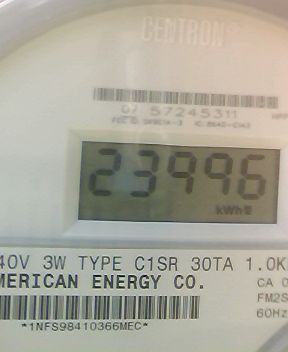 CENTRON
07 57245311
23996
kWh
40V 3W TYPE C1SR 30TA 1.0K
MERICAN ENERGY CO.
CA 0
FM2S
60Hz
*1NFS98410366MEC*